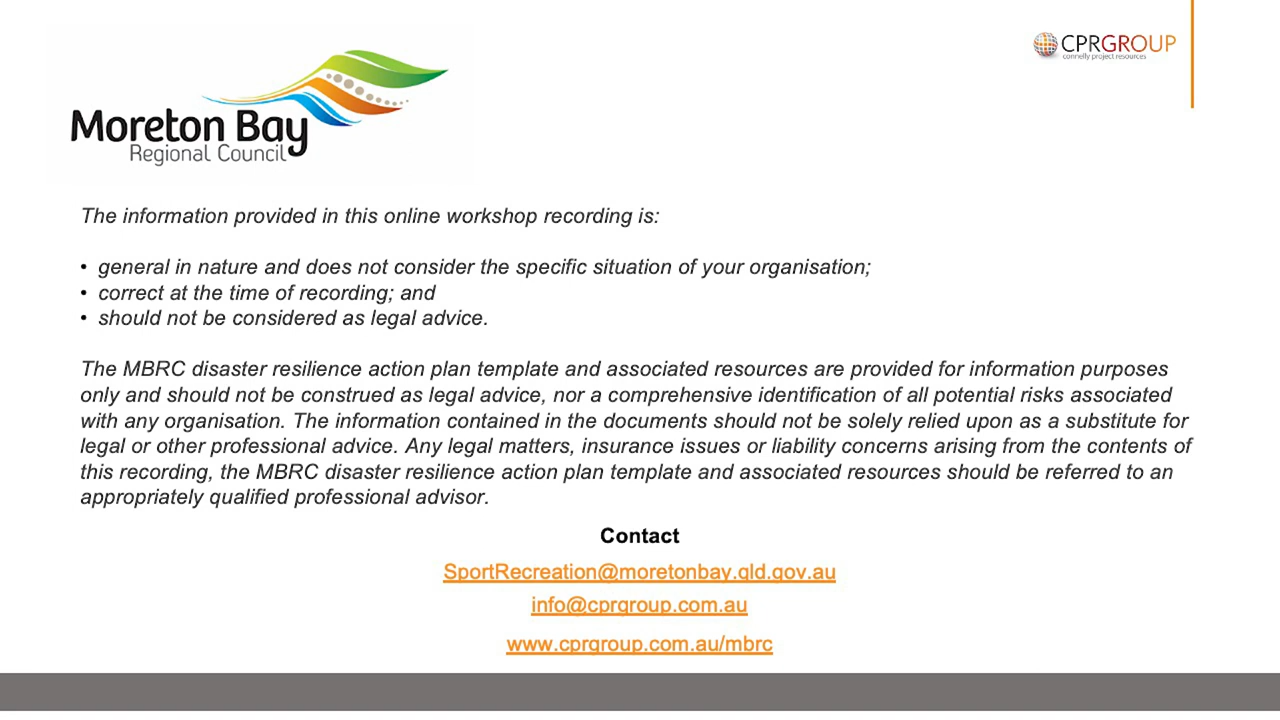 CPRGROUP
connelly project resources
Moreton Bay
Regional Council
The information provided in this online workshop recording is:
• general in nature and does not consider the specific situation of your organisation;
• correct at the time of recording; and
• should not be considered as legal advice.
The MBRC disaster resilience action plan template and associated resources are provided for information purposes
only and should not be construed as legal advice, nor a comprehensive identification of all potential risks associated
with any organisation. The information contained in the documents should not be solely relied upon as a substitute for
legal or other professional advice. Any legal matters, insurance issues or liability concerns arising from the contents of
this recording, the MBRC disaster resilience action plan template and associated resources should be referred to an
appropriately qualified professional advisor.
Contact
SportRecreation@moretonbay.qld.gov.au
info@cprgroup.com.au
www.cprgroup.com.au/mbrc